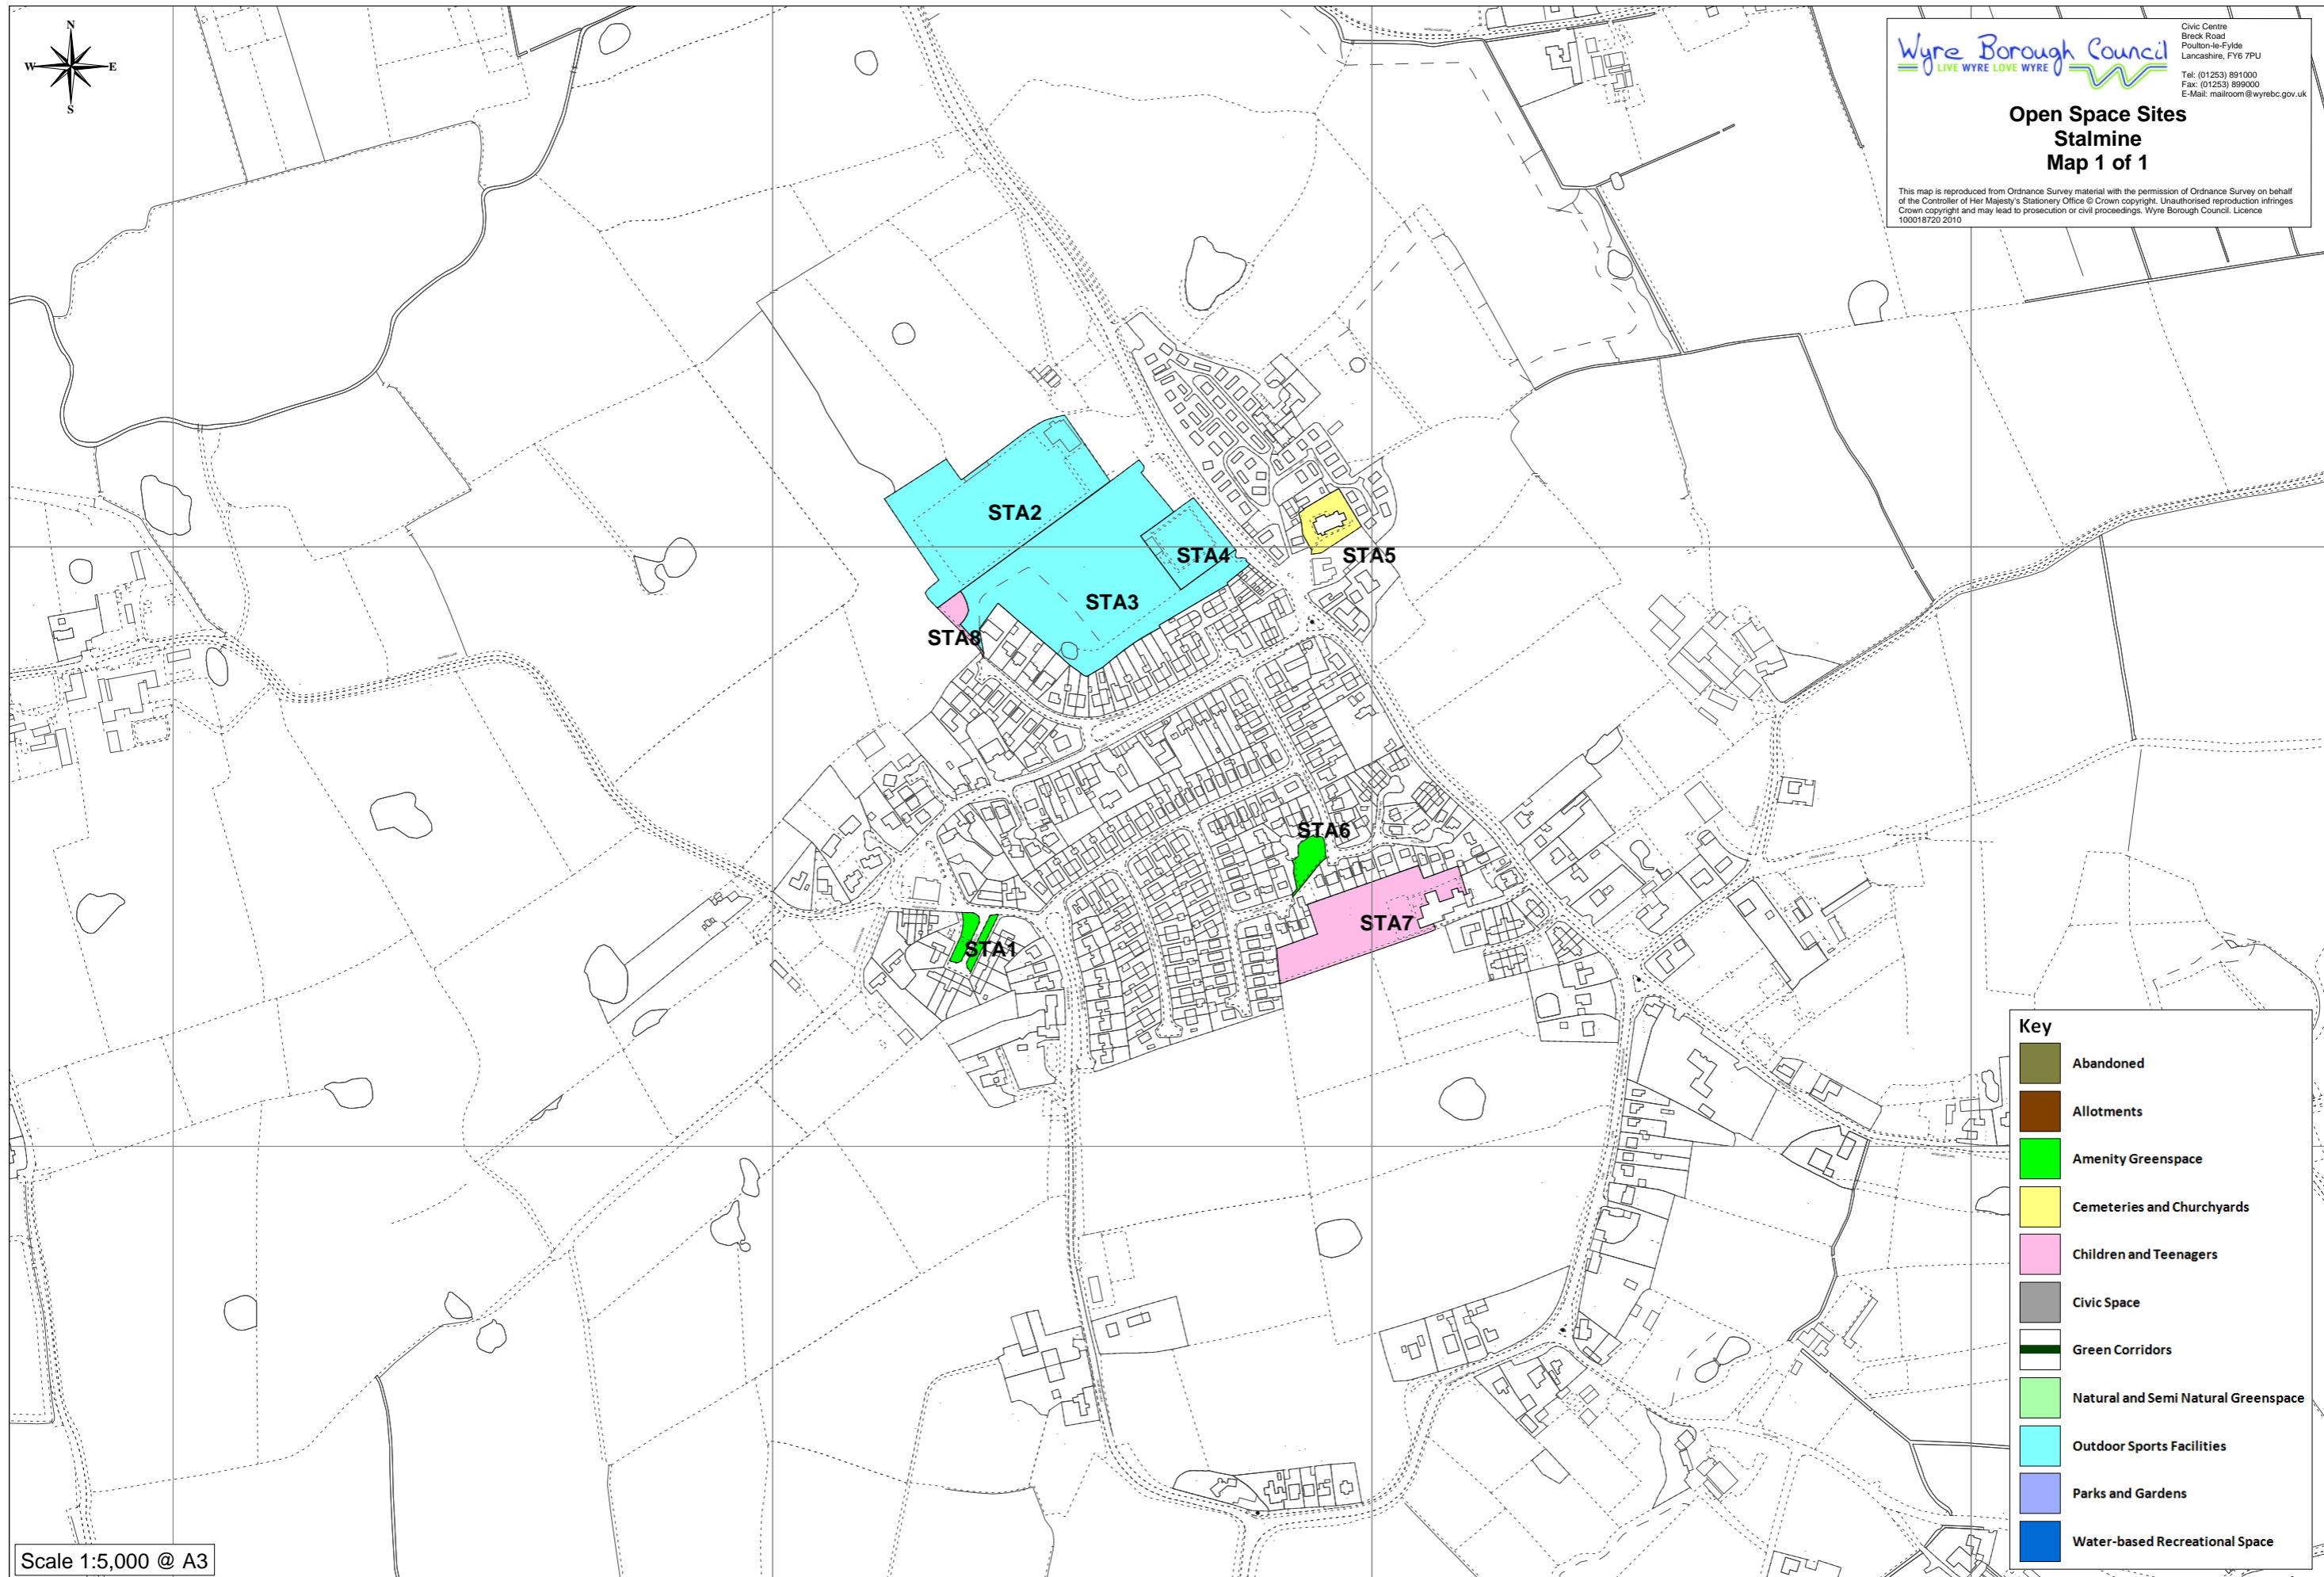 N
W
E
S
Wyre Borough Council
LIVE WYRE LOVE WYRE
Civic Centre
Breck Road
Poulton-le-Fylde
Lancashire, FY6 7PU
Tel: (01253) 891000
Fax: (01253) 899000
E-Mail: mailroom@wyrebc.gov.uk
Open Space Sites
Stalmine
Map 1 of 1
This map is reproduced from Ordnance Survey material with the permission of Ordnance Survey on behalf
of the Controller of Her Majesty's Stationery Office © Crown copyright. Unauthorised reproduction infringes
Crown copyright and may lead to prosecution or civil proceedings. Wyre Borough Council. Licence
100018720 2010
STA2
STA4
STA5
STA3
STA8
STA6
STA7
STA1
Key
Abandoned
Allotments
Amenity Greenspace
Cemeteries and Churchyards
Children and Teenagers
Civic Space
Green Corridors
Natural and Semi Natural Greenspace
Outdoor Sports Facilities
Parks and Gardens
Water-based Recreational Space
Scale 1:5,000 @ A3